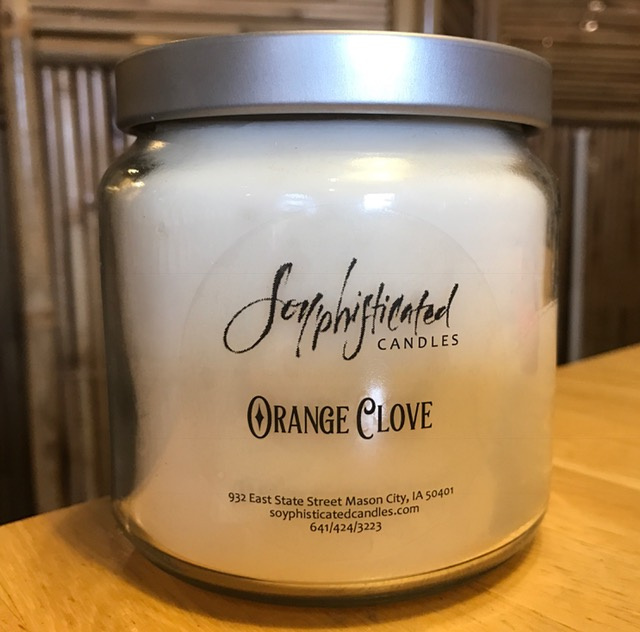 Soyphisticated
CANDLES
ORANGE CLOVE
932 East State Street Mason City, IA 50401
soyphisticatedcandles.com
641/424/3223